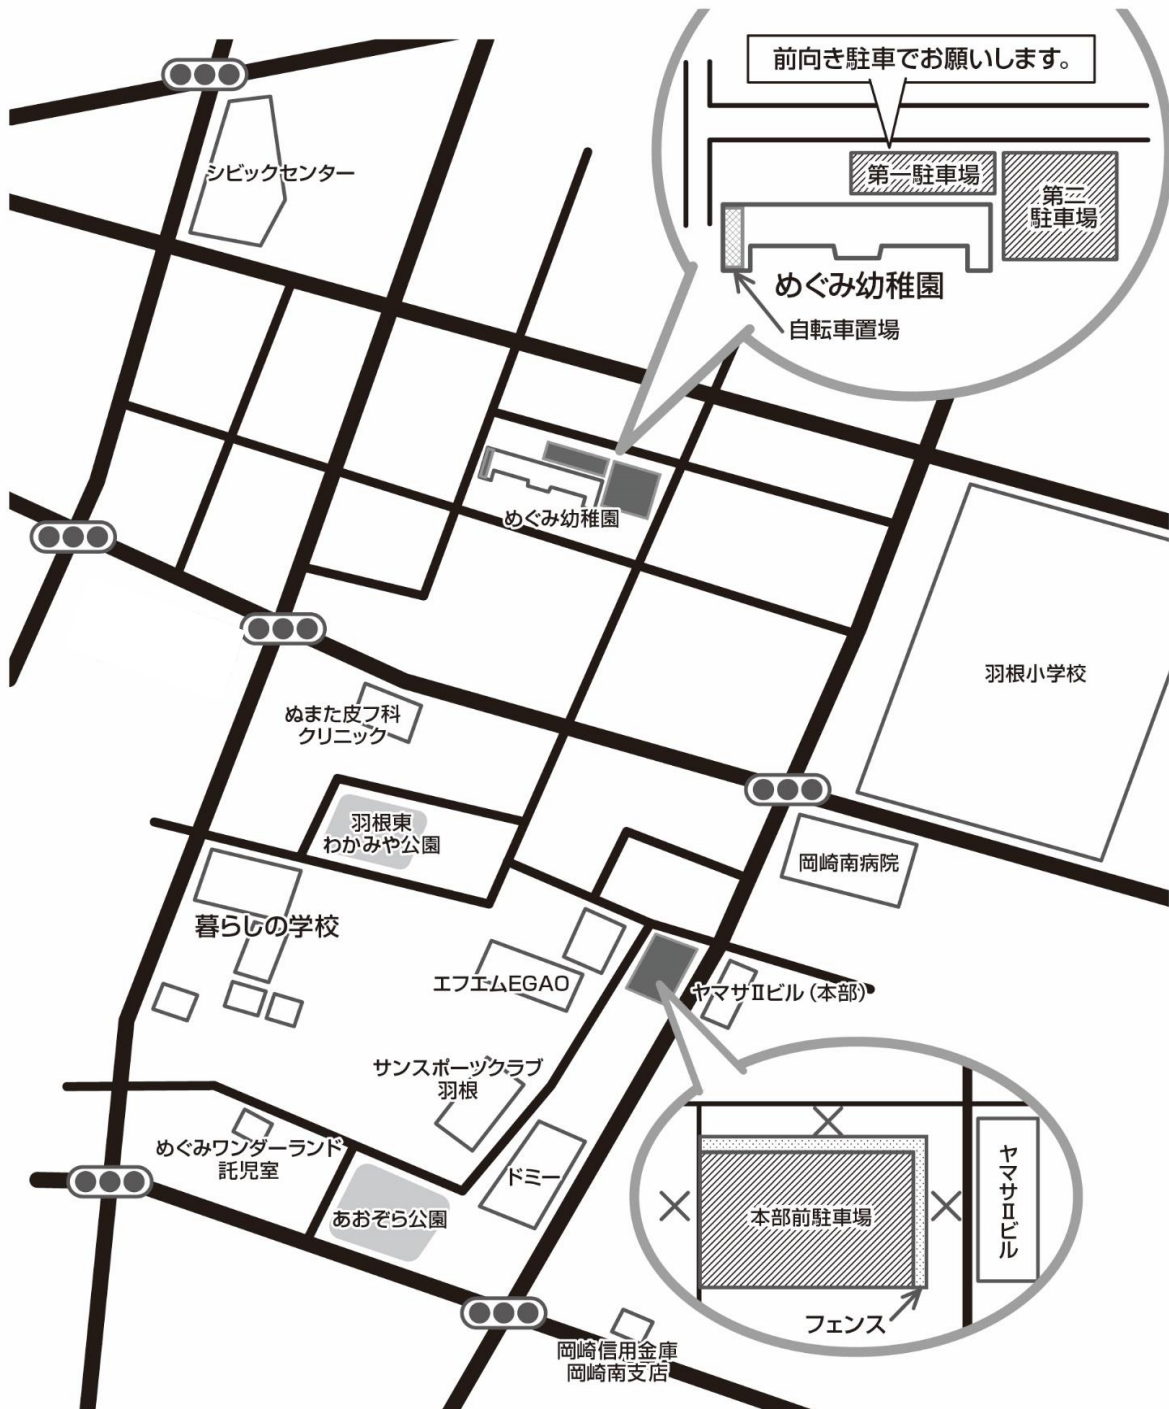 前向き駐車でお願いします。
第一駐車場
第二
駐車場
めぐみ幼稚園
自転車置場
シビックセンター
めぐみ幼稚園
羽根小学校
ぬまた皮フ科
クリニック
羽根東
わかみや公園
岡崎南病院
暮らしの学校
エフエムEGAO
ヤマサⅡビル(本部)
サンスポーツクラブ
羽根
めぐみワンダーランド
託児室
ドミー
あおぞら公園
本部前駐車場
ヤマサⅡビル
フェンス
岡崎信用金庫
岡崎南支店